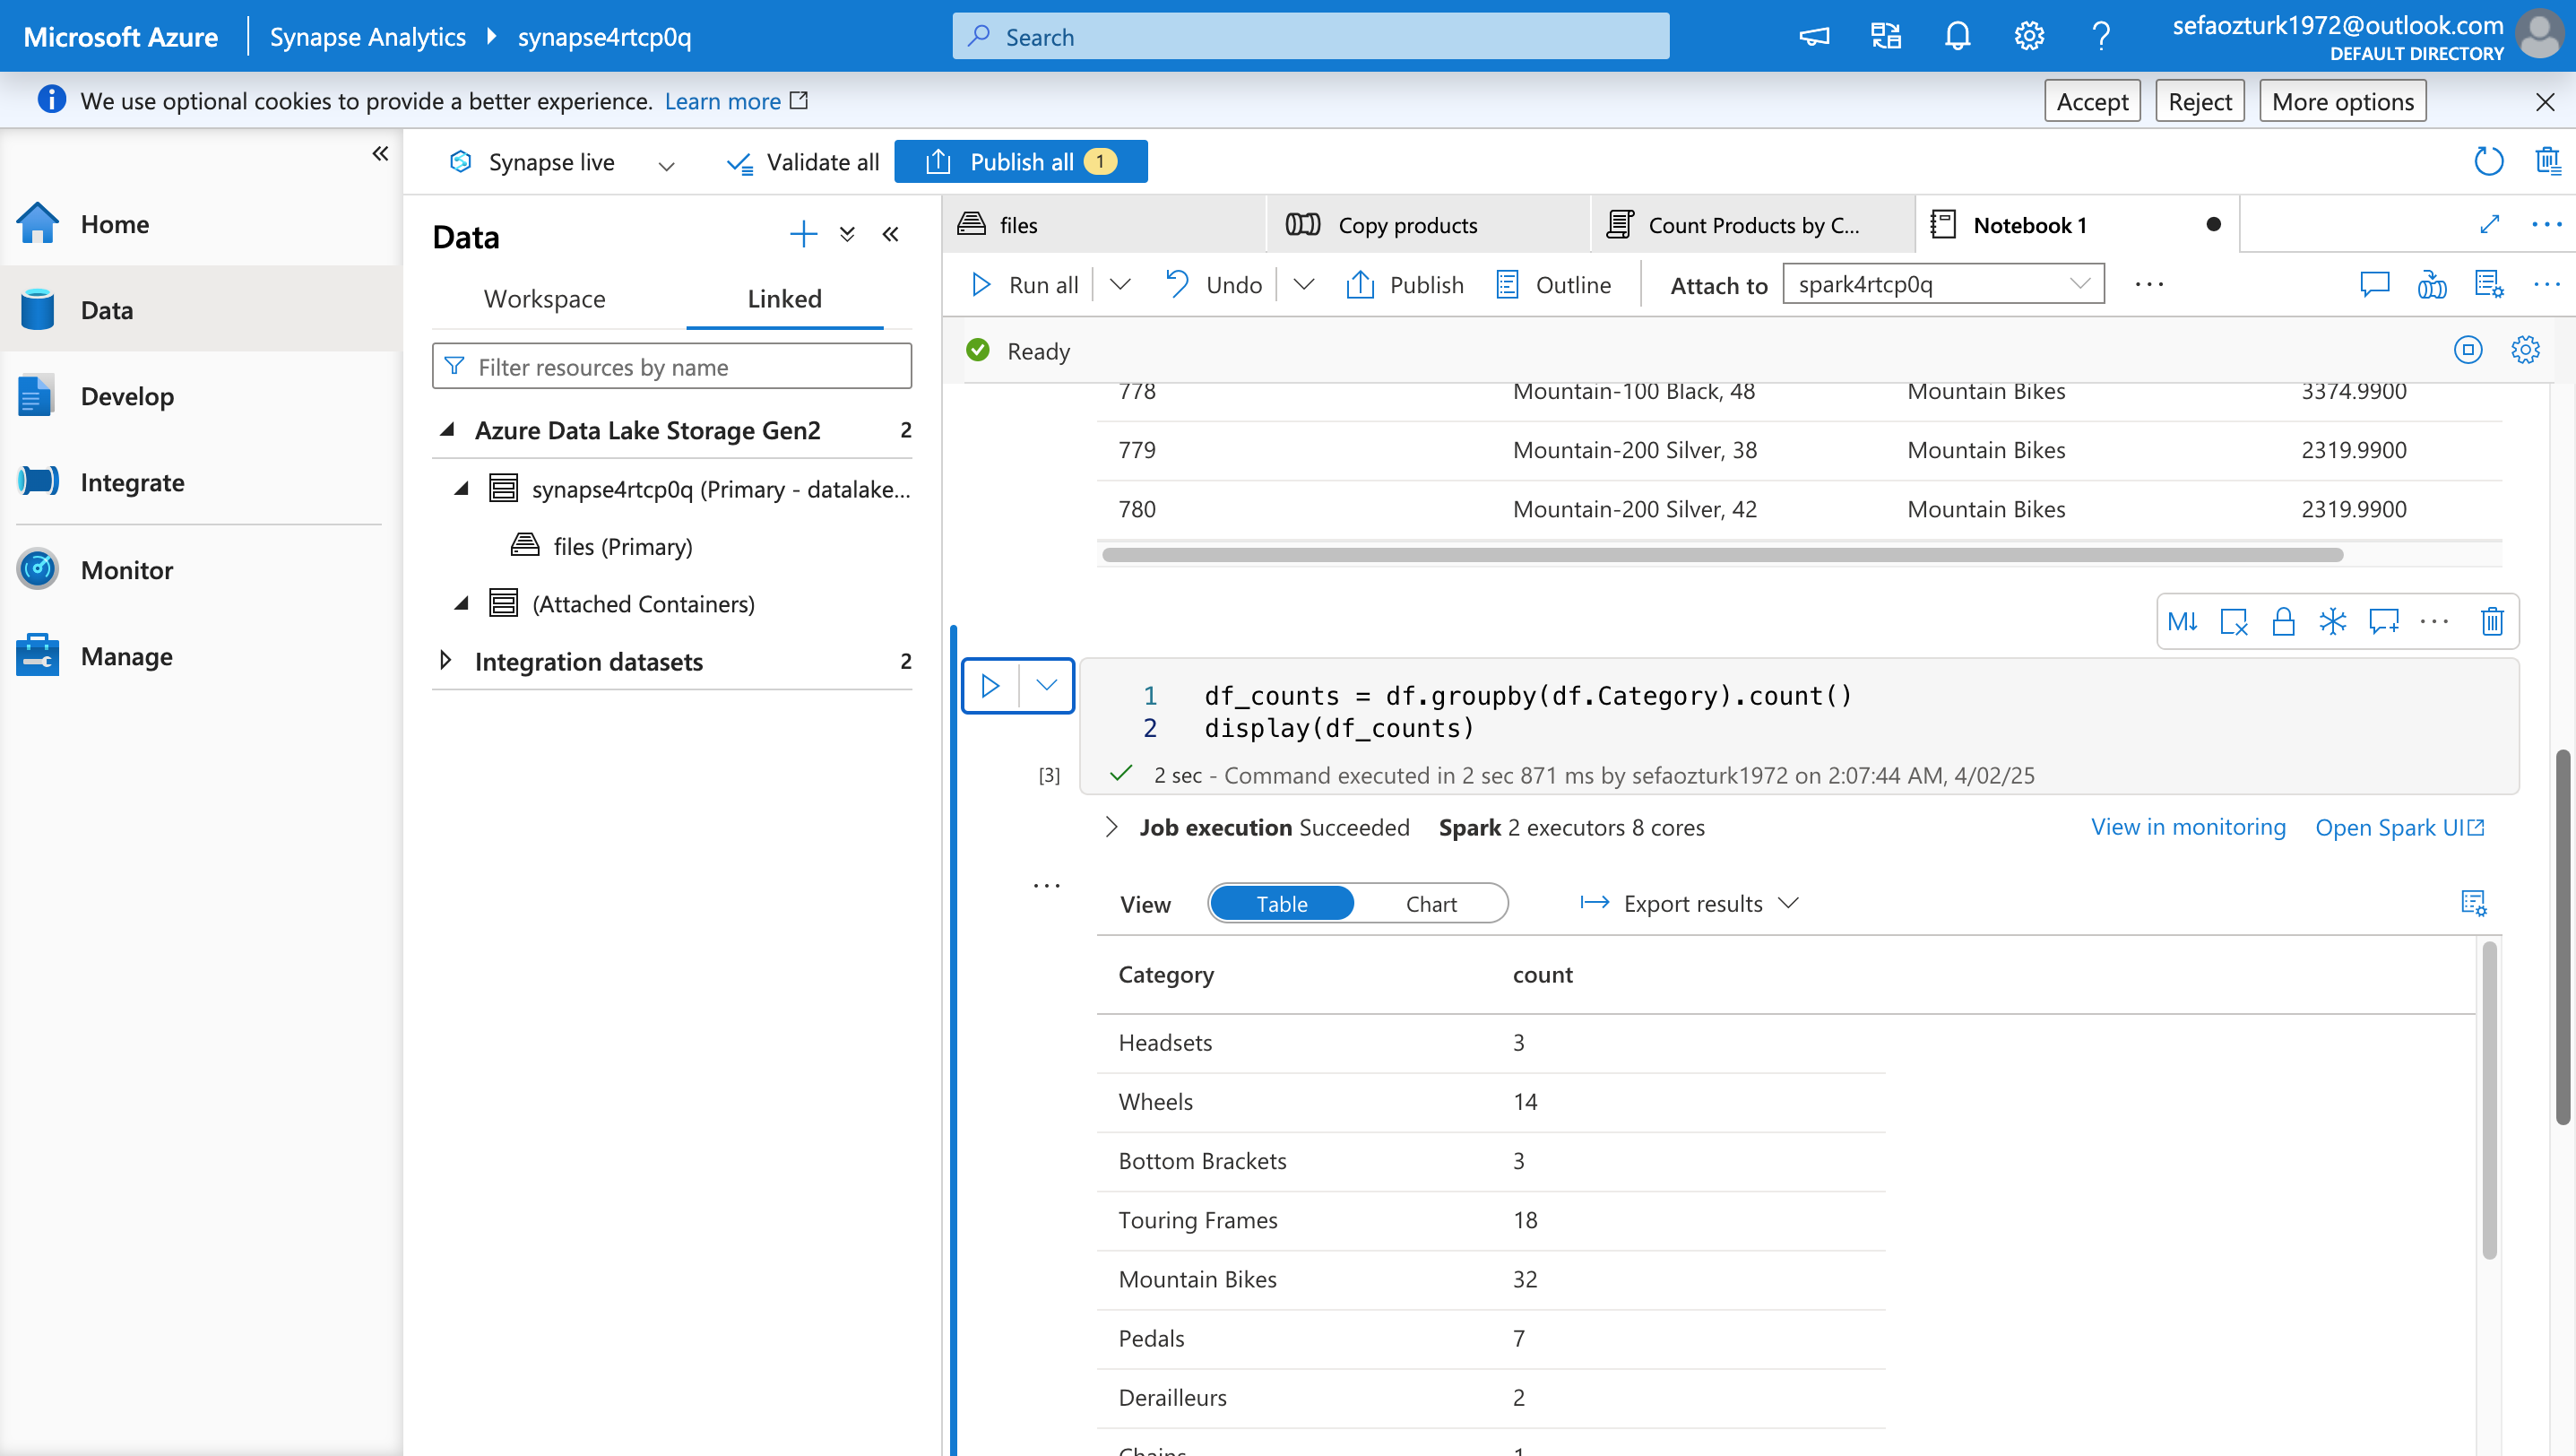 Microsoft Azure
Synapse Analytics
synapse4rtcp0q
Search
sefaozturk1972@outlook.com
DEFAULT DIRECTORY
We use optional cookies to provide a better experience. Learn more
Accept
Reject
More options
Synapse live
Validate all
Publish all 1
Home
Data
Develop
Integrate
Monitor
Manage
Data
Workspace
Linked
Filter resources by name
Azure Data Lake Storage Gen2 2
synapse4rtcp0q (Primary - datalake...
files (Primary)
(Attached Containers)
Integration datasets 2
files
Copy products
Count Products by C...
Notebook 1
Run all
Undo
Publish
Outline
Attach to
spark4rtcp0q
Ready
778 Mountain-100 Black, 48 Mountain Bikes 3374.9900
779 Mountain-200 Silver, 38 Mountain Bikes 2319.9900
780 Mountain-200 Silver, 42 Mountain Bikes 2319.9900
M↓
1 df_counts = df.groupby(df.Category).count()
2 display(df_counts)
[3]
2 sec - Command executed in 2 sec 871 ms by sefaozturk1972 on 2:07:44 AM, 4/02/25
Job execution Succeeded Spark 2 executors 8 cores
View in monitoring
Open Spark UI
View
Table
Chart
Export results
Category count
Headsets 3
Wheels 14
Bottom Brackets 3
Touring Frames 18
Mountain Bikes 32
Pedals 7
Derailleurs 2
Chains 1